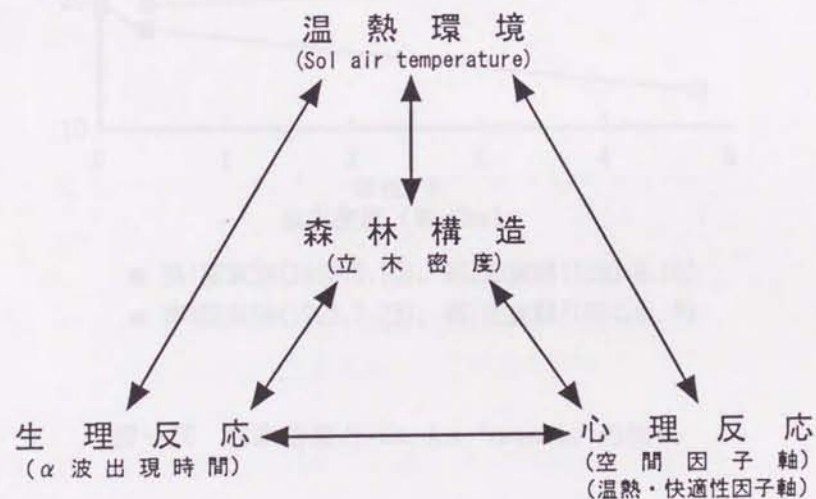 温熱環境
(Sol air temperature)
森林構造
(立木密度)
生理反応
(α波出現時間)
心理反応
(空間因子軸)
(温熱・快適性因子軸)